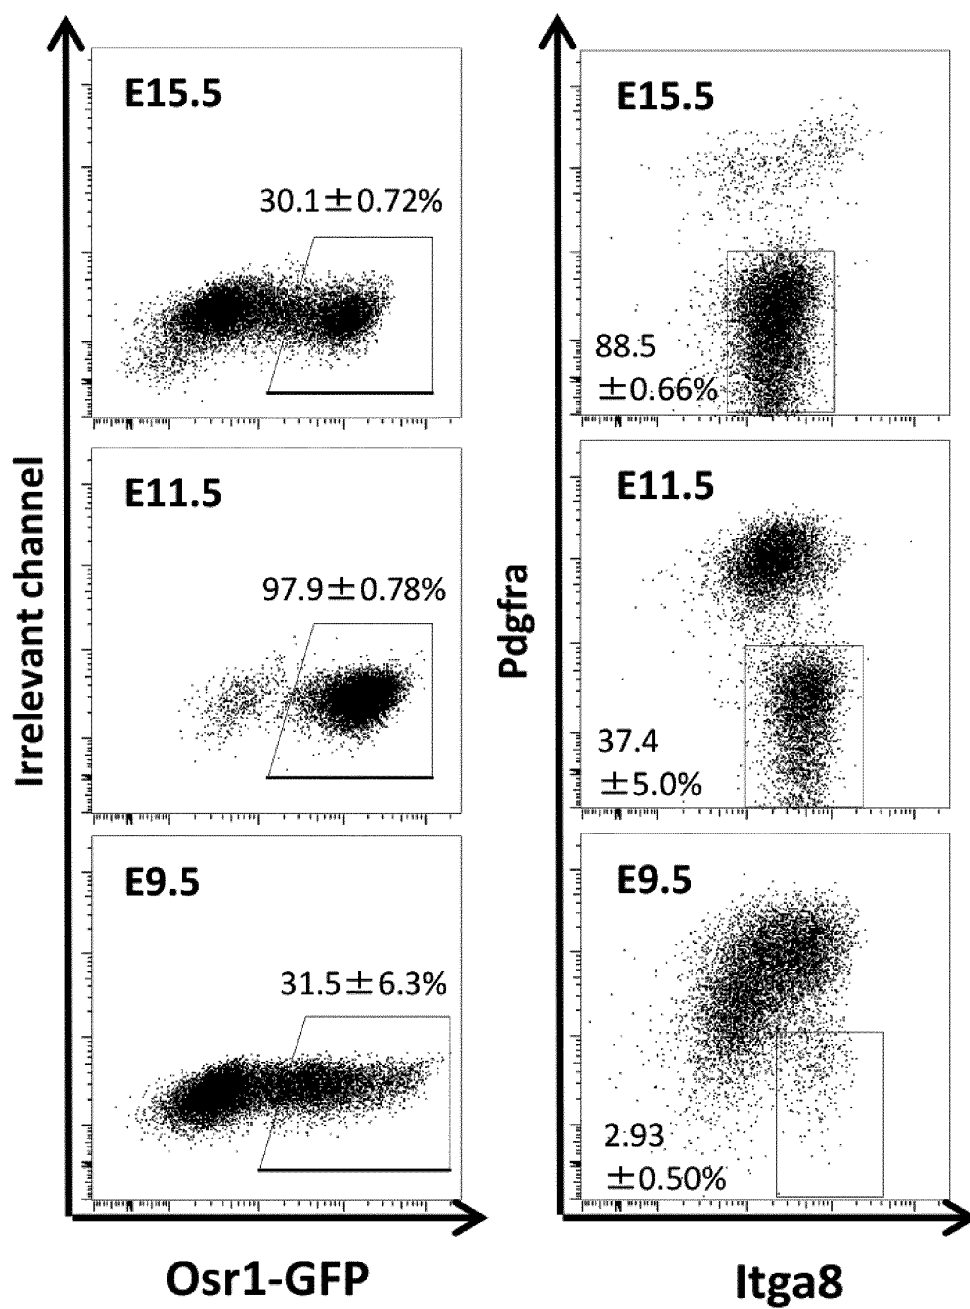 E15.5
30.1±0.72%
E11.5
97.9±0.78%
E9.5
31.5±6.3%
Irrelevant channel
Osr1-GFP
E15.5
88.5
±0.66%
E11.5
37.4
±5.0%
E9.5
2.93
±0.50%
Pdgfra
Itga8